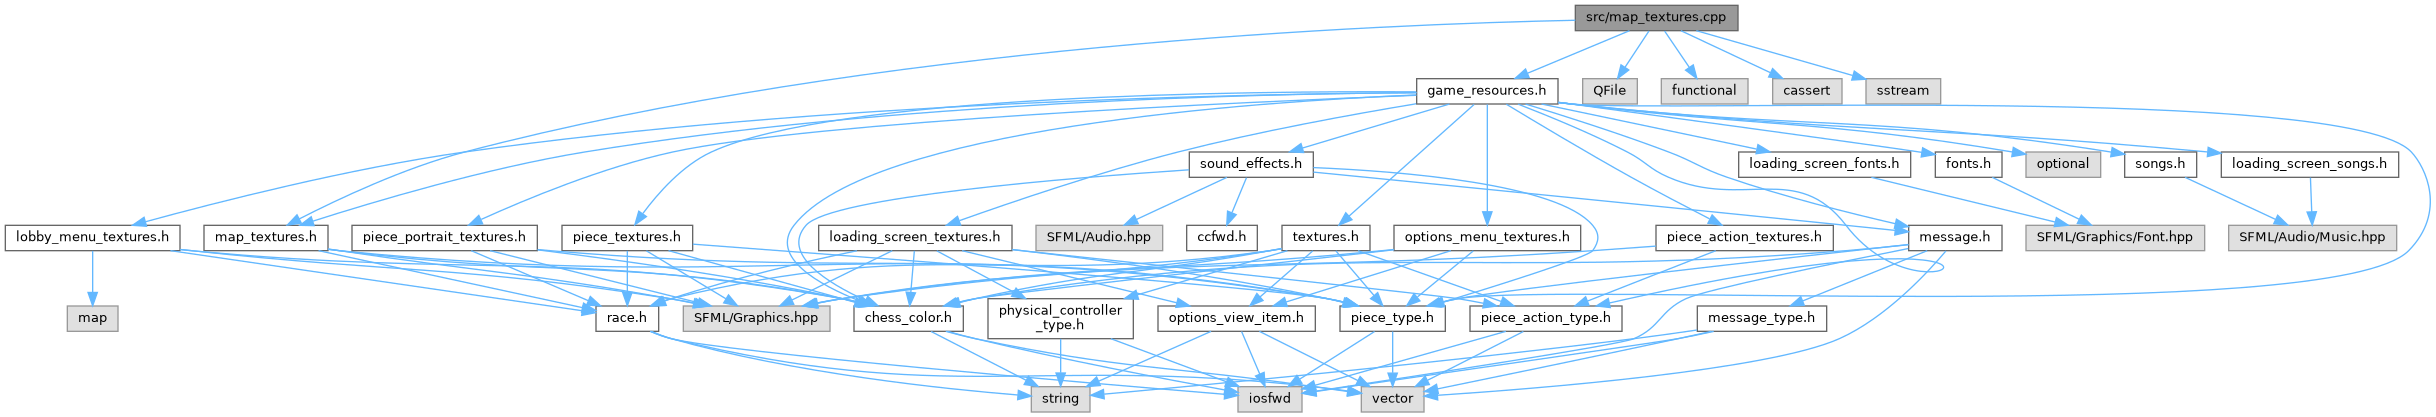 src/map_textures.cpp
game_resources.h
QFile
functional
cassert
sstream
sound_effects.h
loading_screen_fonts.h
fonts.h
optional
songs.h
loading_screen_songs.h
lobby_menu_textures.h
map_textures.h
piece_portrait_textures.h
piece_textures.h
loading_screen_textures.h
SFML/Audio.hpp
ccfwd.h
textures.h
options_menu_textures.h
piece_action_textures.h
message.h
SFML/Graphics/Font.hpp
SFML/Audio/Music.hpp
map
race.h
SFML/Graphics.hpp
chess_color.h
physical_controller
_type.h
options_view_item.h
piece_type.h
piece_action_type.h
message_type.h
string
iosfwd
vector